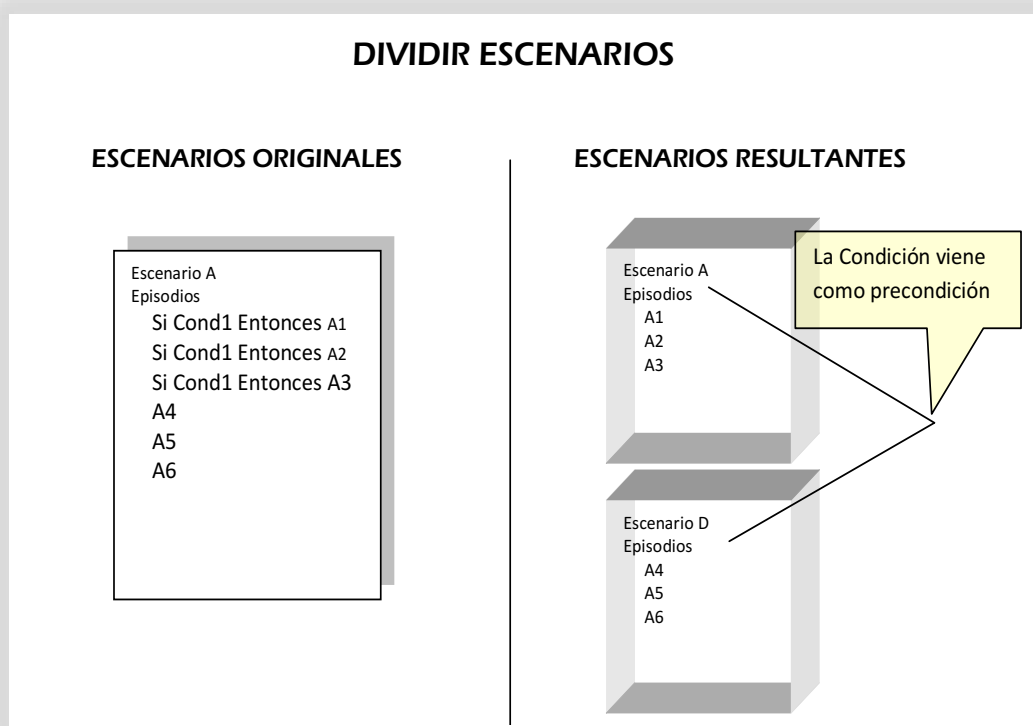 DIVIDIR ESCENARIOS
ESCENARIOS ORIGINALES
Escenario A
Episodios
Si Cond1 Entonces A1
Si Cond1 Entonces A2
Si Cond1 Entonces A3
A4
A5
A6
ESCENARIOS RESULTANTES
Escenario A
Episodios
A1
A2
A3
La Condición viene
como precondición
Escenario D
Episodios
A4
A5
A6